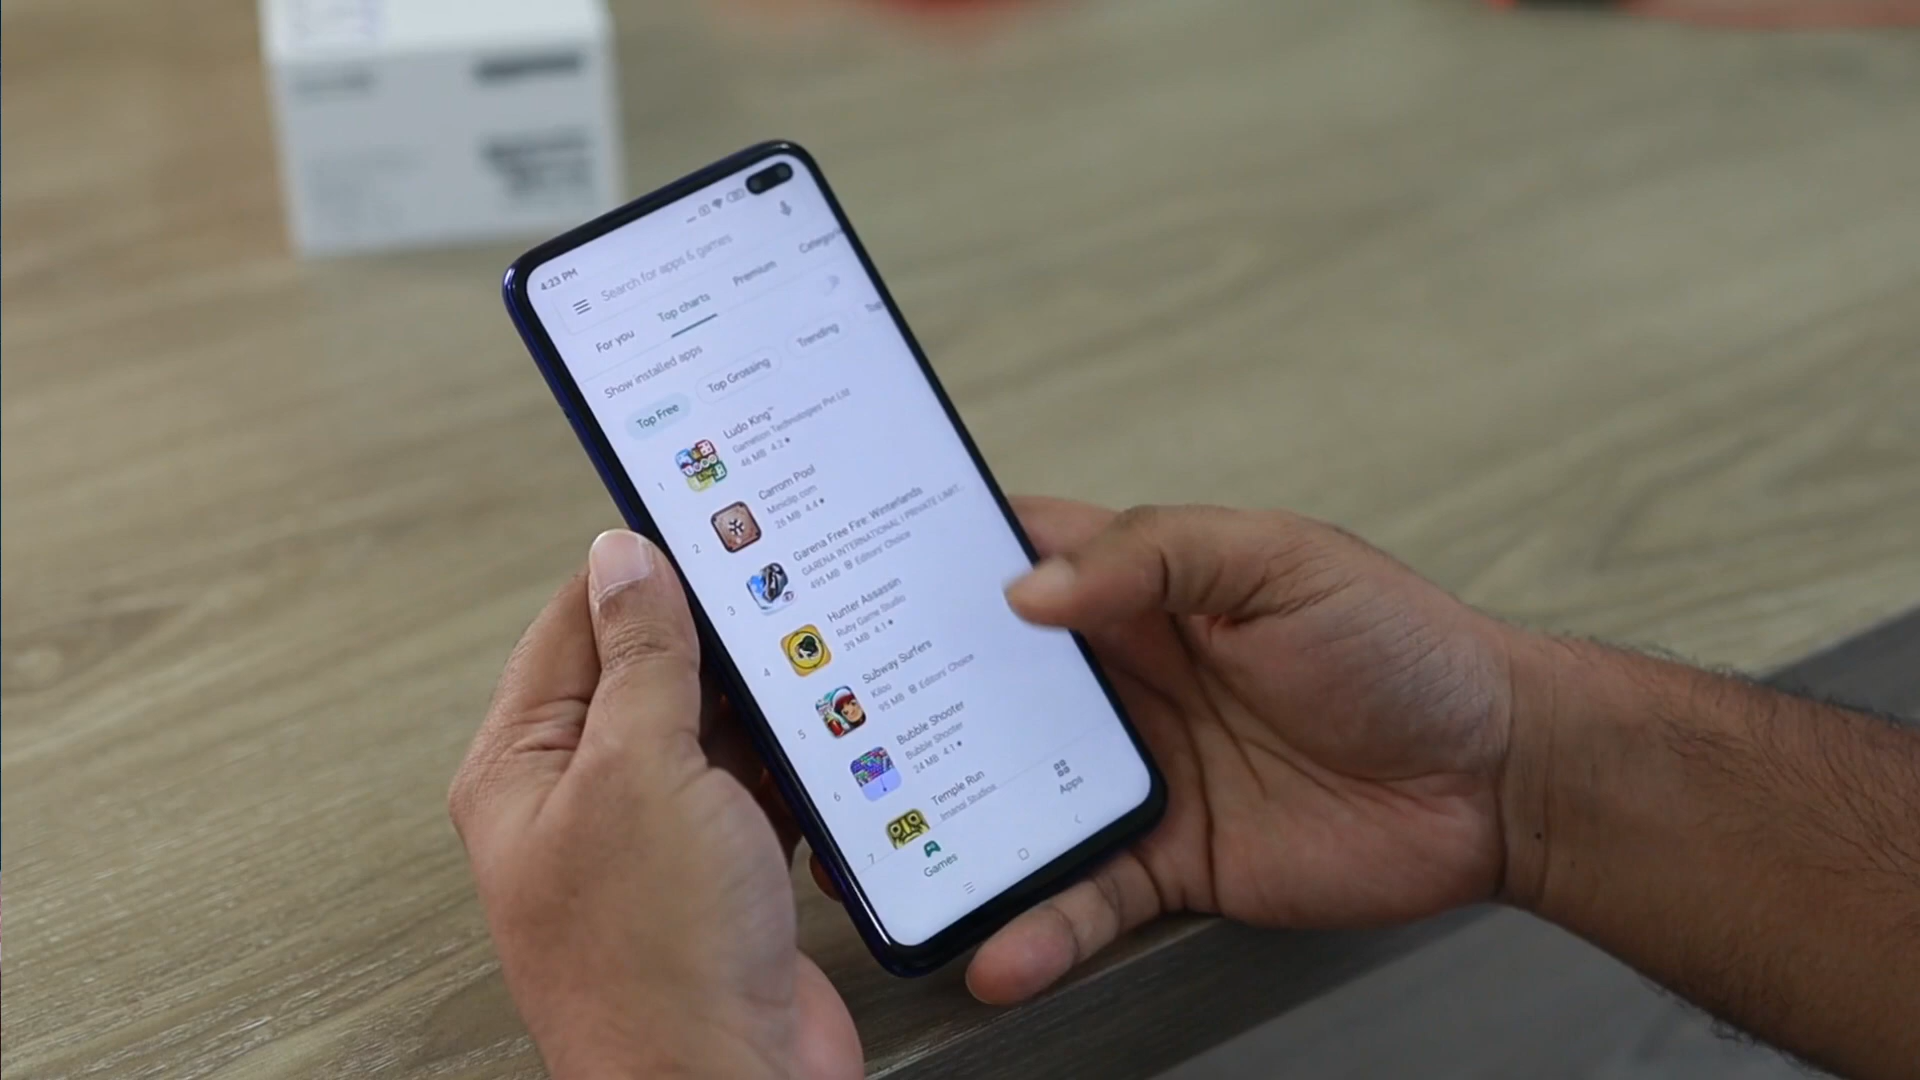 4:23 PM
Search for apps & games
For you
Top charts
Premium
Show installed apps
Top Free
Top Grossing
Trending
1
Ludo King™
Gametion Technologies Pvt Ltd
46 MB 4.2★
2
Carrom Pool
Miniclip.com
26 MB 4.4★
3
Garena Free Fire: Winterlands
GARENA INTERNATIONAL I PRIVATE LIMIT...
495 MB Editors' Choice
4
Hunter Assassin
Ruby Game Studio
39 MB 4.1★
5
Subway Surfers
Kiloo
95 MB Editors' Choice
6
Bubble Shooter
Bubble Shooter
24 MB 4.1★
7
Temple Run
Imangi Studios
Games
Apps